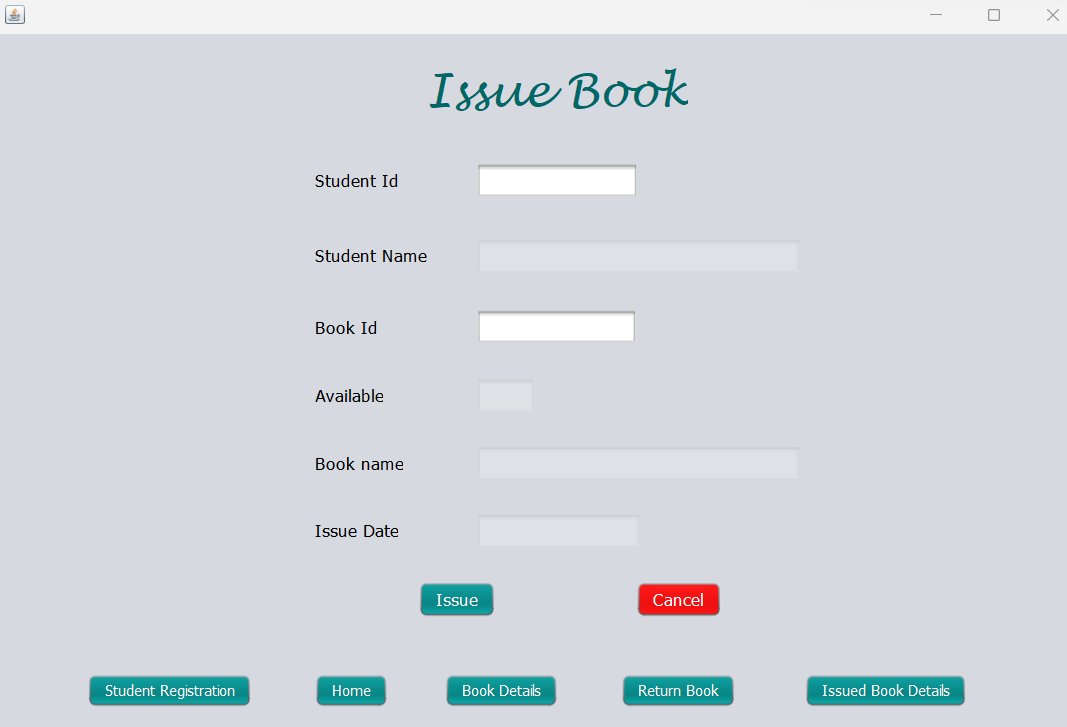 Issue Book
Student Id
Student Name
Book Id
Available
Book name
Issue Date
Issue Cancel
Student Registration Home Book Details Return Book Issued Book Details